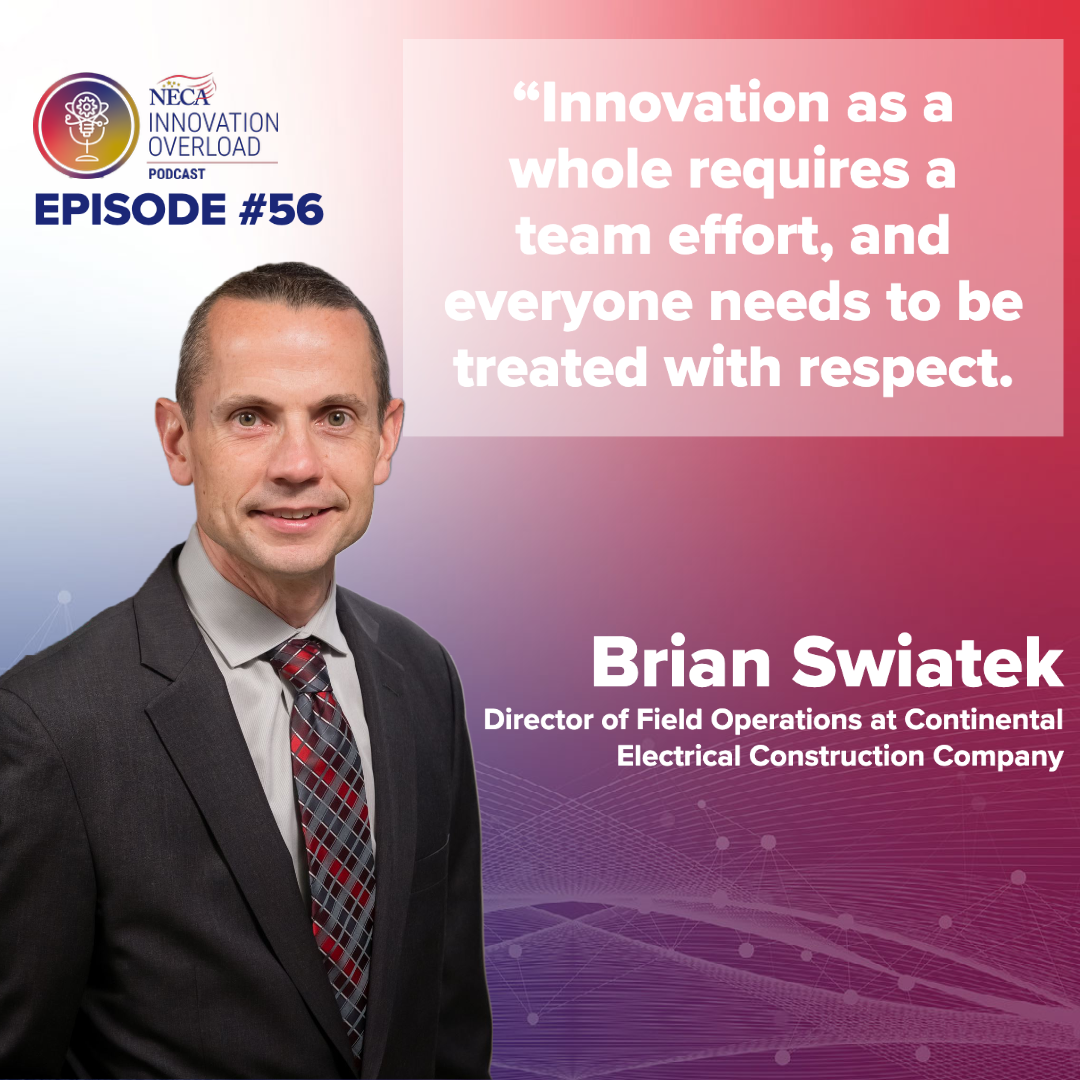 NECA
INNOVATION
OVERLOAD
PODCAST
EPISODE #56
“Innovation as a
whole requires a
team effort, and
everyone needs to be
treated with respect.
Brian Swiatek
Director of Field Operations at Continental
Electrical Construction Company